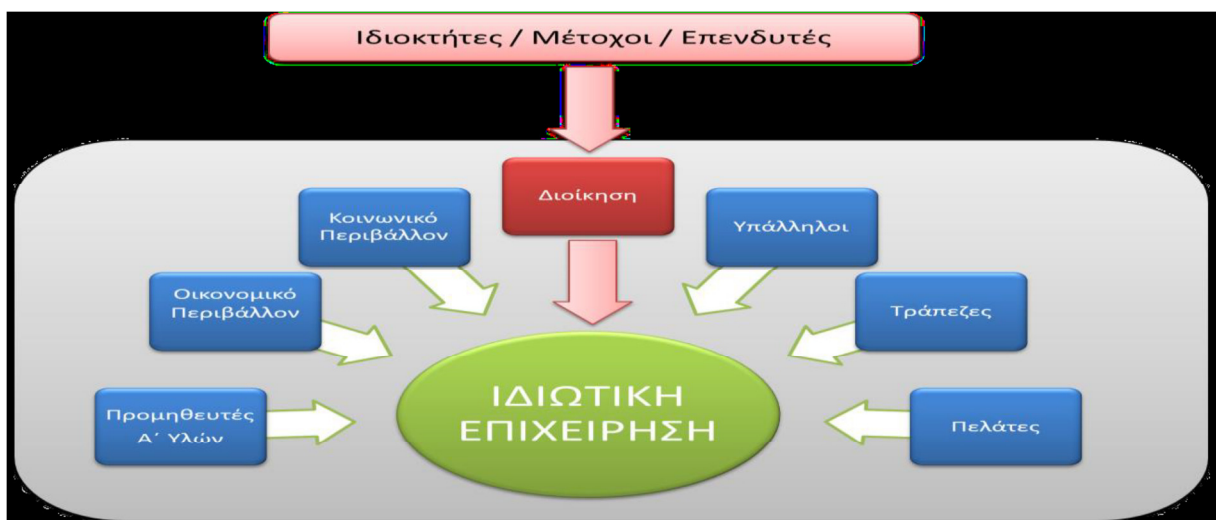 Ιδιοκτήτες / Μέτοχοι / Επενδυτές
Διοίκηση
Κοινωνικό
Περιβάλλον
Υπάλληλοι
Οικονομικό
Περιβάλλον
Τράπεζες
Προμηθευτές
Α΄ Υλών
ΙΔΙΩΤΙΚΗ
ΕΠΙΧΕΙΡΗΣΗ
Πελάτες